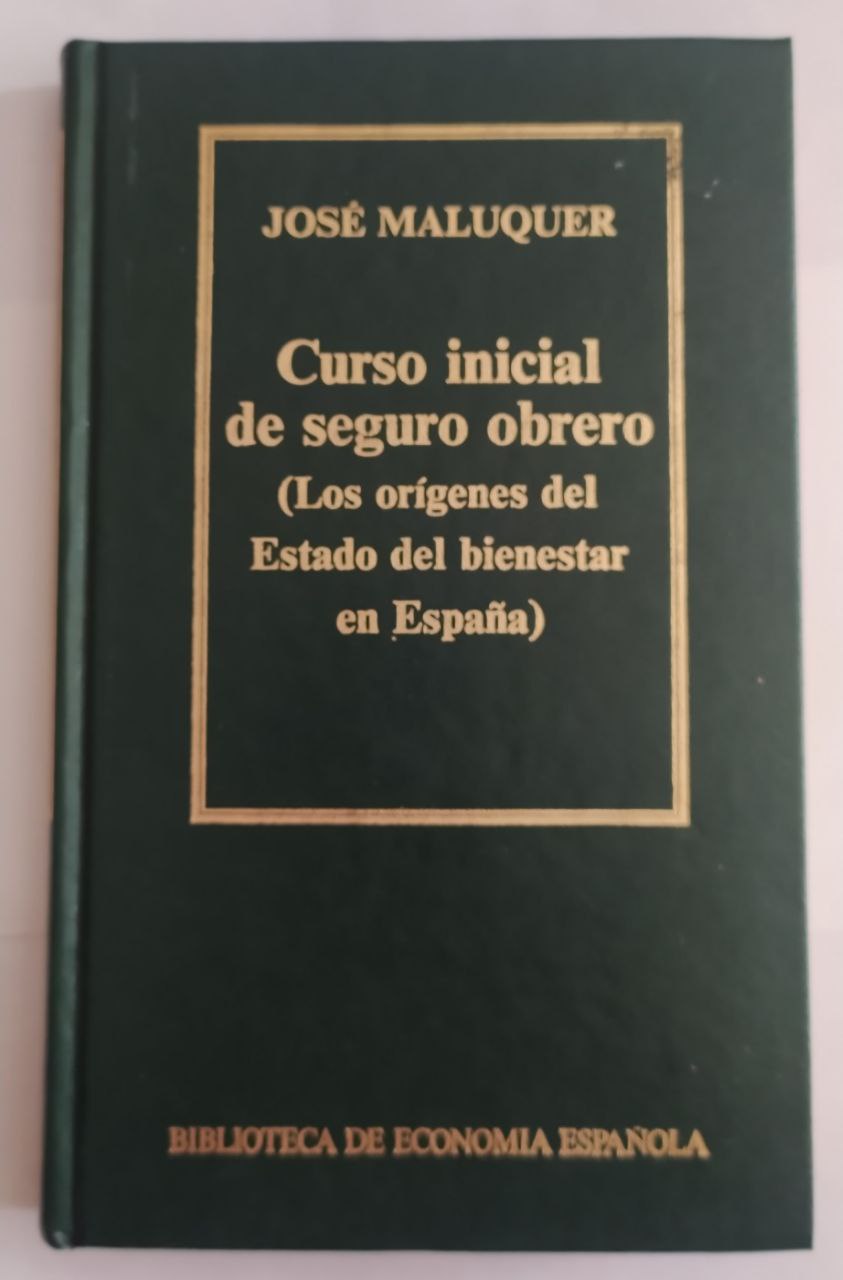 JOSÉ MALUQUER
Curso inicial
de seguro obrero
(Los orígenes del
Estado del bienestar
en España)
BIBLIOTECA DE ECONOMIA ESPAÑOLA